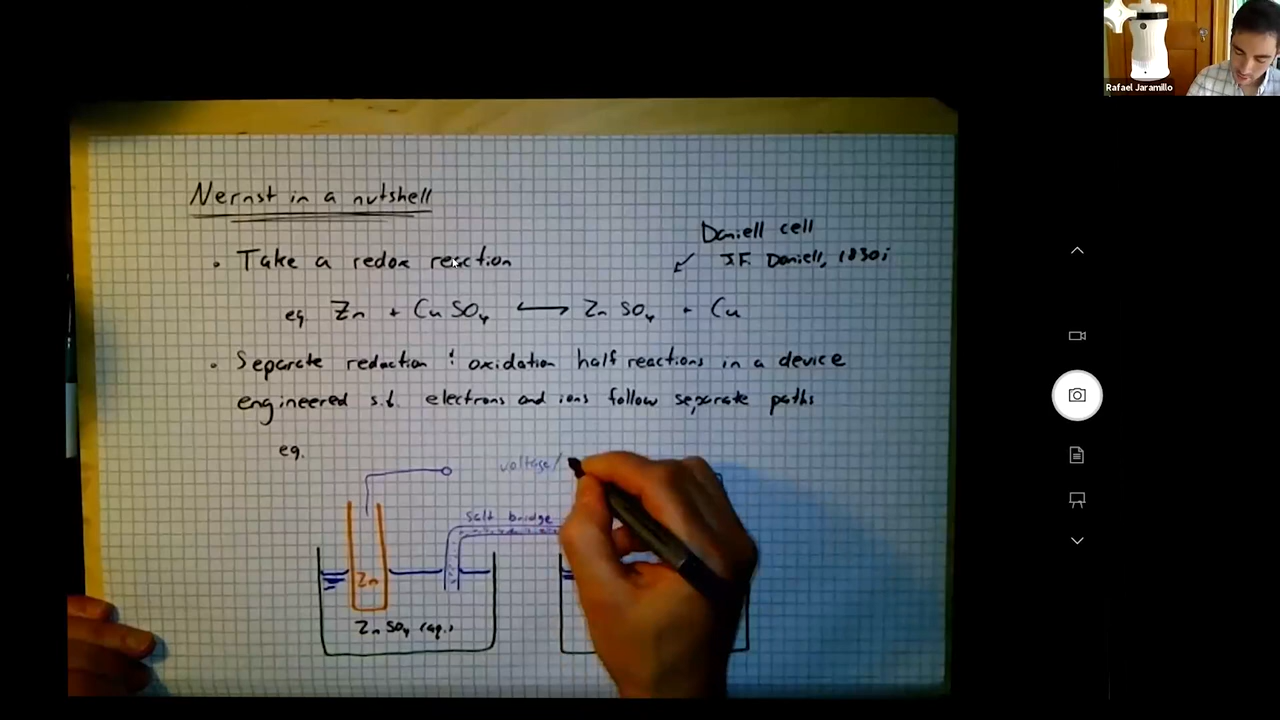 Rafael Jaramillo
Nernst in a nutshell
Daniell cell
• Take a redox reaction
J.F. Daniell, 1830s
eg Zn + CuSO4 ⟷ ZnSO4 + Cu
• Separate reduction & oxidation half reactions in a device
engineered s.t. electrons and ions follow separate paths
eg.
voltage/
salt bridge
Zn
ZnSO4 (aq.)